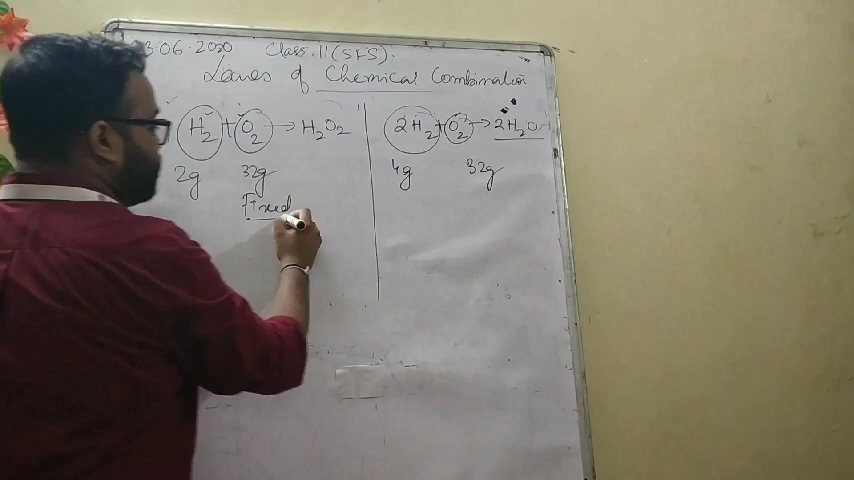 3.06.2020 Class. 11 (SFS).
Laws of Chemical Combination
H2 + O2 → H2O2
2g 32g
Fixed
2H2 + O2 → 2H2O
4g 32g